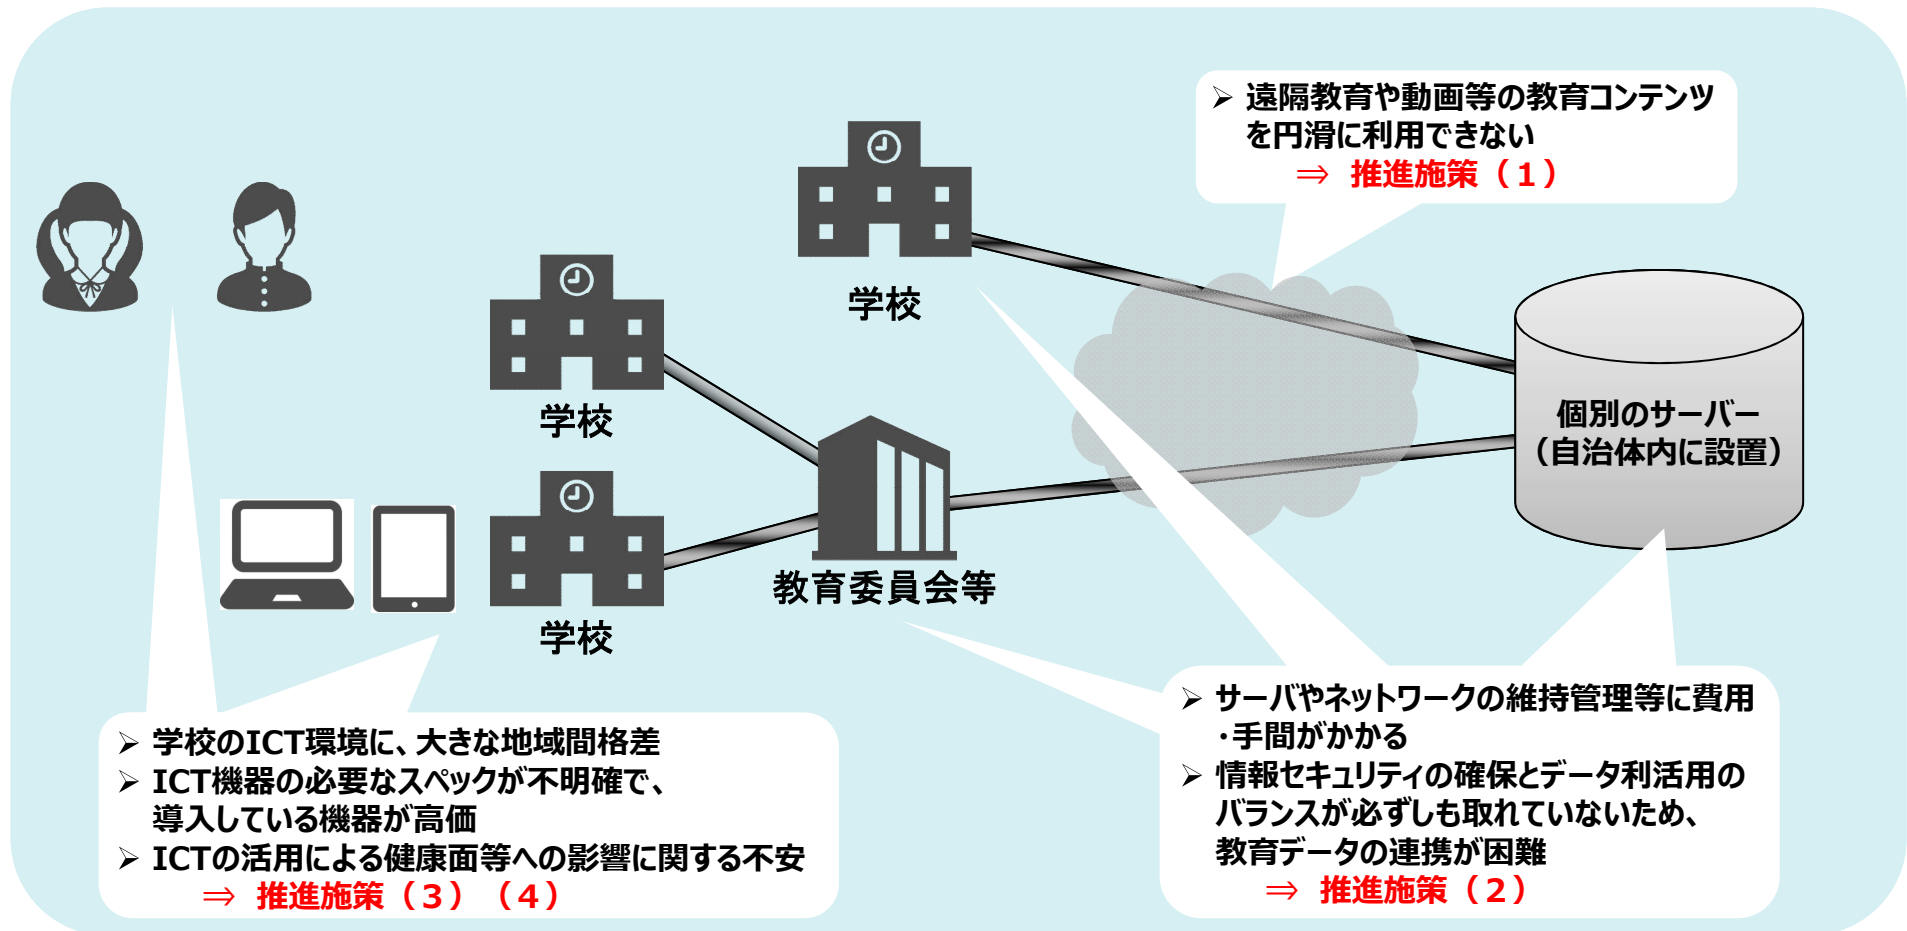 ➢ 遠隔教育や動画等の教育コンテンツ
を円滑に利用できない
⇒ 推進施策（１）
学校
学校
個別のサーバー
（自治体内に設置）
教育委員会等
学校
➢ 学校のICT環境に、大きな地域間格差
➢ ICT機器の必要なスペックが不明確で、
導入している機器が高価
➢ ICTの活用による健康面等への影響に関する不安
⇒ 推進施策（３）（４）
➢ サーバやネットワークの維持管理等に費用
・手間がかかる
➢ 情報セキュリティの確保とデータ利活用の
バランスが必ずしも取れていないため、
教育データの連携が困難
⇒ 推進施策（２）